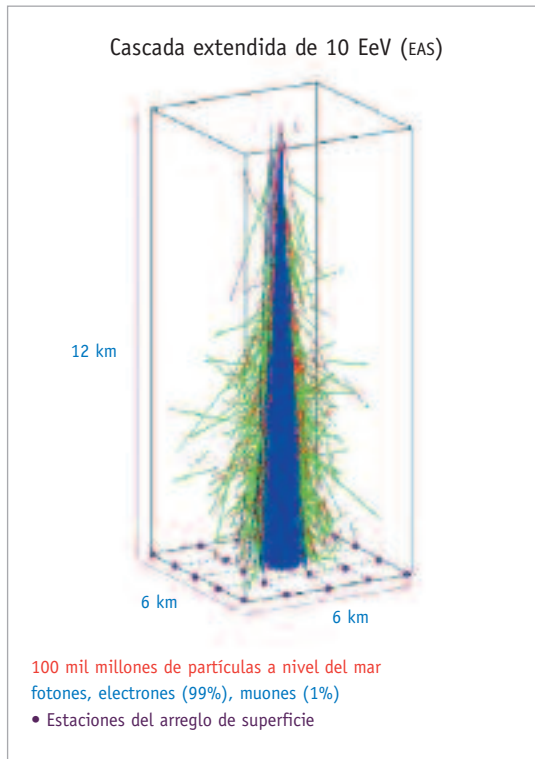 Cascada extendida de 10 EeV (EAS)
12 km
6 km
6 km
100 mil millones de partículas a nivel del mar
fotones, electrones (99%), muones (1%)
• Estaciones del arreglo de superficie